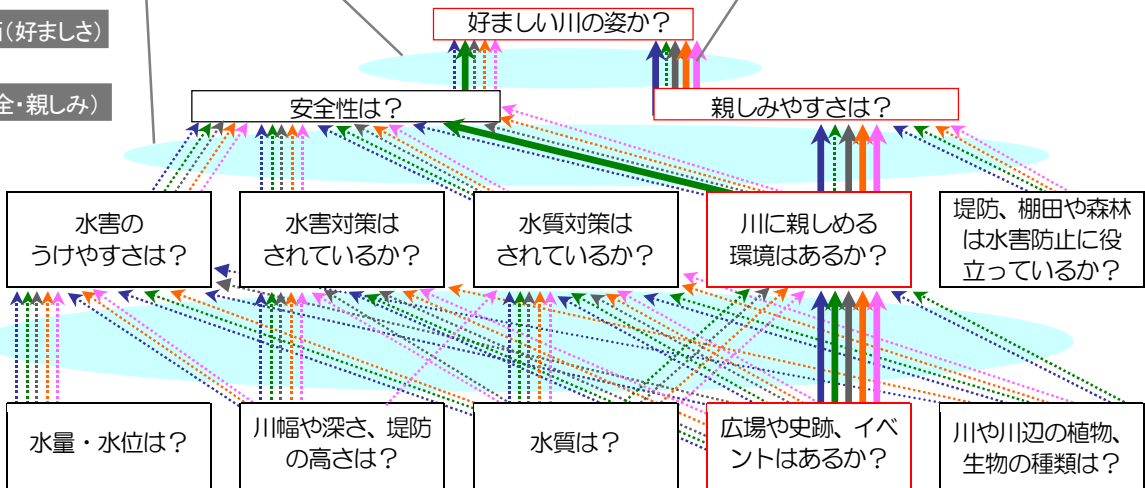 好ましい川の姿か？
(好ましさ)
全・親しみ)
安全性は？
親しみやすさは？
水害の
うけやすさは？
水害対策は
されているか？
水質対策は
されているか？
川に親しめる
環境はあるか？
堤防、棚田や森林
は水害防止に役
立っているか？
水量・水位は？
川幅や深さ、堤防
の高さは？
水質は？
広場や史跡、イベ
ントはあるか？
川や川辺の植物、
生物の種類は？